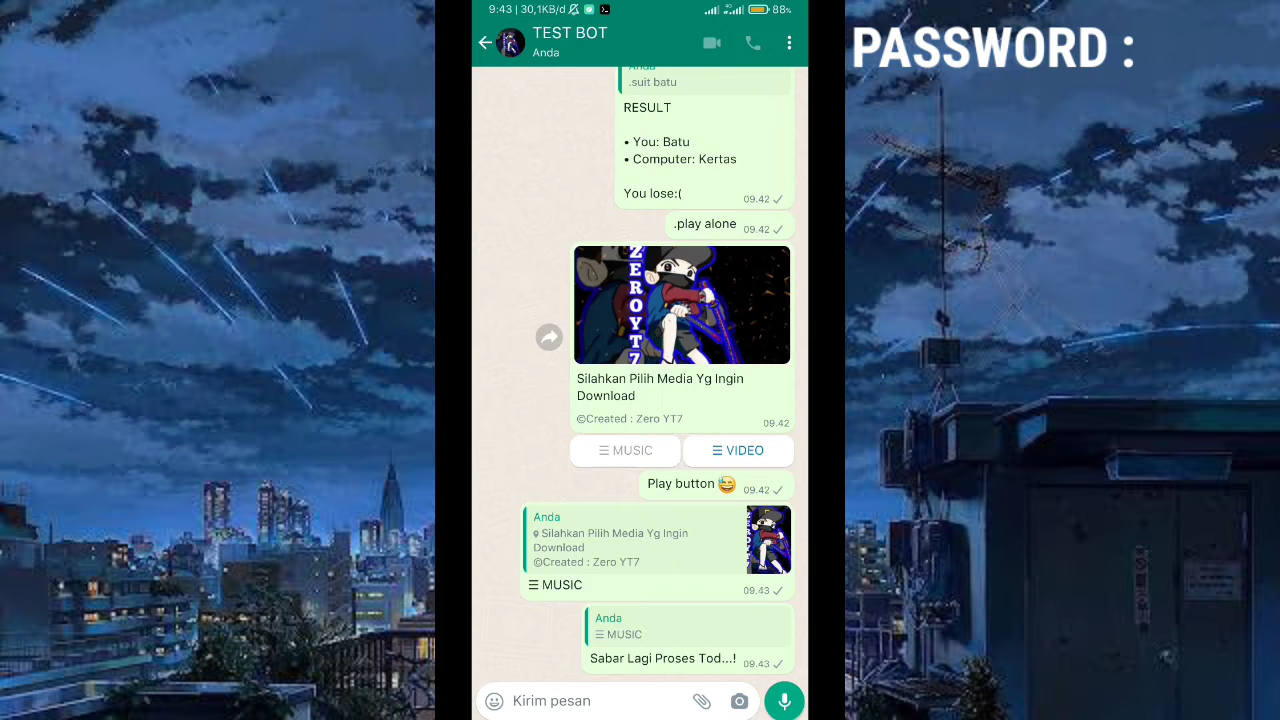 9:43 | 30,1KB/d
4G
88%
PASSWORD :
TEST BOT
Anda
Anda
.suit batu
RESULT
• You: Batu
• Computer: Kertas
You lose:(
09.42
.play alone
09.42
ZEROYT7
Silahkan Pilih Media Yg Ingin
Download
©Created : Zero YT7
09.42
☰ MUSIC
☰ VIDEO
Play button 😅
09.42
Anda
Silahkan Pilih Media Yg Ingin
Download
©Created : Zero YT7
☰ MUSIC
09.43
Anda
☰ MUSIC
Sabar Lagi Proses Tod...!
09.43
Kirim pesan